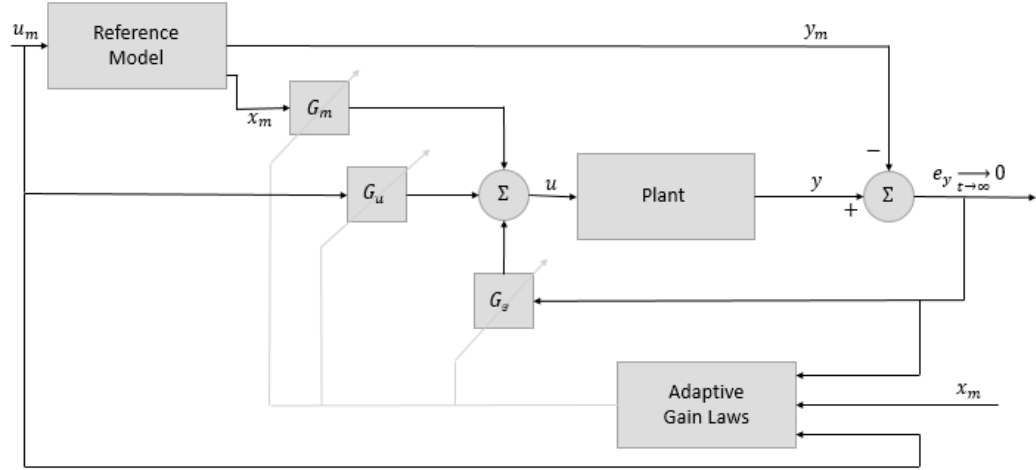 u_m
Reference
Model
y_m
x_m
G_m
−
G_u
Σ
u
Plant
y
+
Σ
e_y ⟶ 0
t→∞
G_e
Adaptive
Gain Laws
x_m